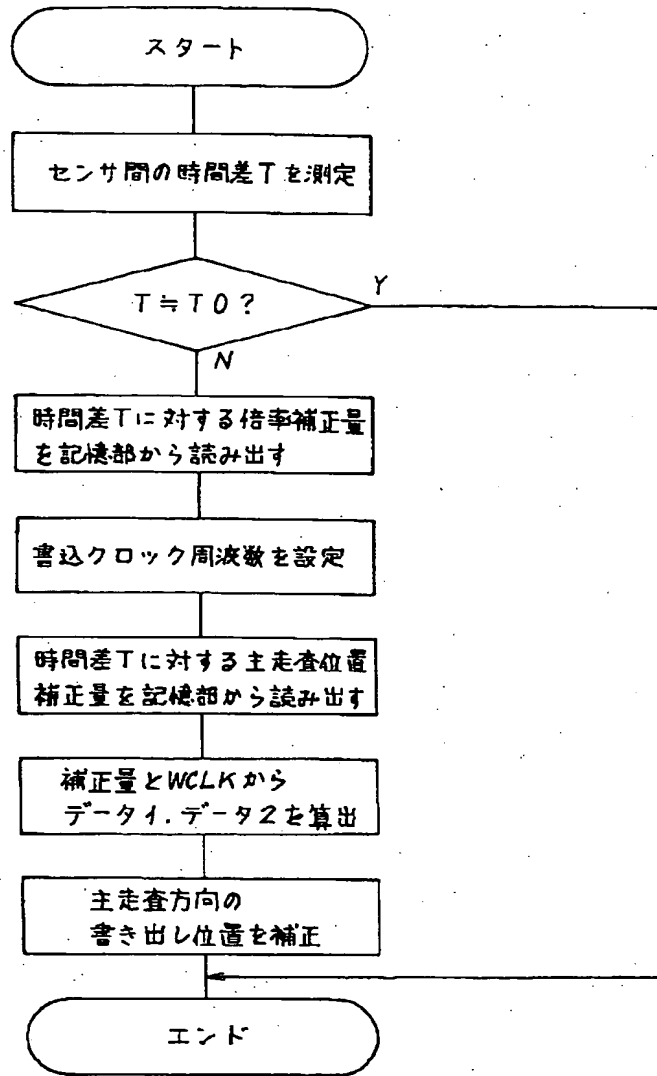 スタート
センサ間の時間差Tを測定
T≒T0?
Y
N
時間差Tに対する倍率補正量
を記憶部から読み出す
書込クロック周波数を設定
時間差Tに対する主走査位置
補正量を記憶部から読み出す
補正量とWCLKから
データ1.データ2を算出
主走査方向の
書き出し位置を補正
エンド